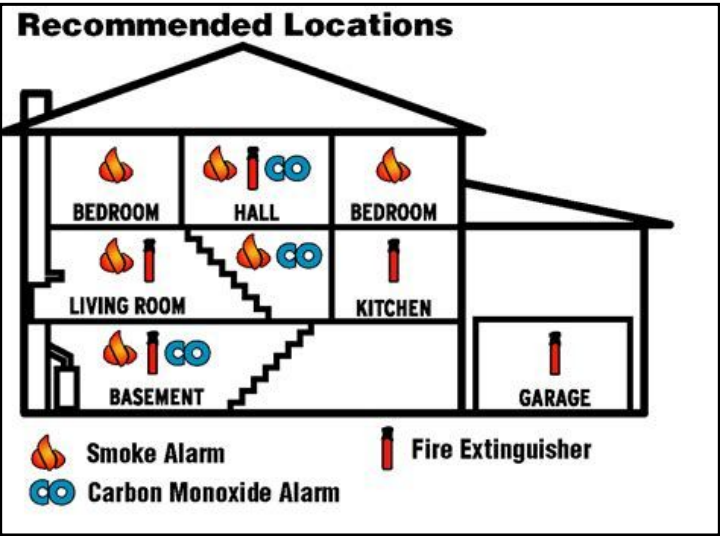 Recommended Locations
CO
BEDROOM HALL BEDROOM
CO
LIVING ROOM KITCHEN
CO
BASEMENT GARAGE
Smoke Alarm Fire Extinguisher
CO Carbon Monoxide Alarm